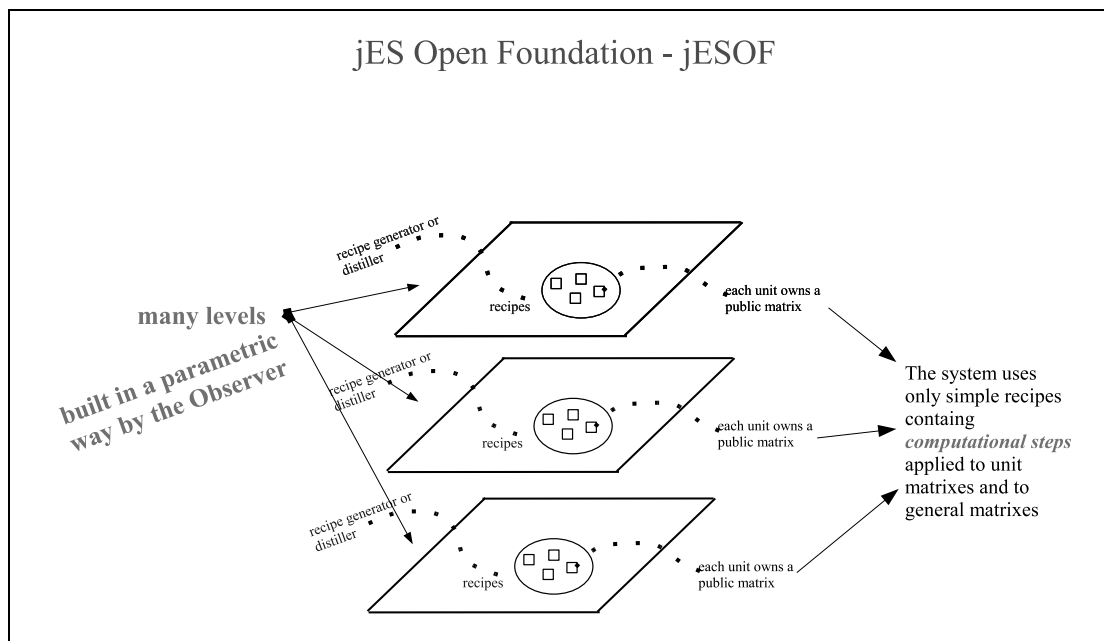 jES Open Foundation - jESOF
recipe generator or
distiller
recipes
each unit owns a
public matrix
many levels
built in a parametric
way by the Observer
recipe generator or
distiller
recipes
each unit owns a
public matrix
The system uses
only simple recipes
containg
computational steps
applied to unit
matrixes and to
general matrixes
recipe generator or
distiller
recipes
each unit owns a
public matrix